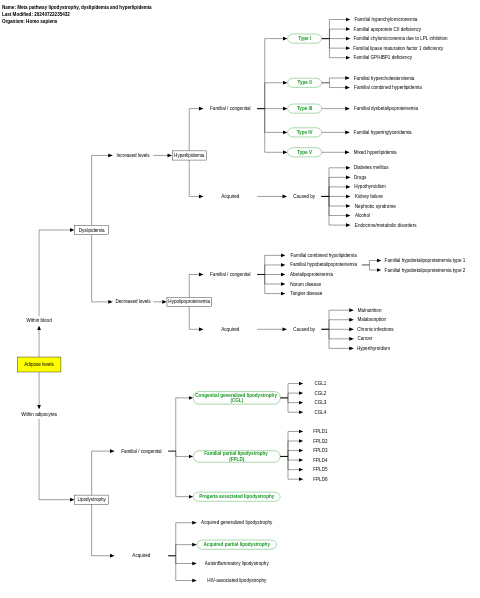 Name: Meta pathway lipodystrophy, dyslipidemia and hyperlipidemia
Last Modified: 20240722235432
Organism: Homo sapiens
Familial hyperchylomicronemia
Familial apoprotein CII deficiency
Type I
Familial chylomicronemia due to LPL inhibition
Familial lipase maturation factor 1 deficiency
Familial GPIHBP1 deficiency
Type II
Familial hypercholesterolemia
Familial combined hyperlipidemia
Familial / congenital
Type III
Familial dysbetalipoproteinemia
Type IV
Familial hypertriglyceridemia
Type V
Mixed hyperlipidemia
Increased levels
Hyperlipidemia
Diabetes mellitus
Drugs
Hypothyroidism
Acquired
Caused by
Kidney failure
Nephrotic syndrome
Alcohol
Endocrine/metabolic disorders
Dyslipidemia
Familial combined hypolipidemia
Familial hypobetalipoproteinemia
Familial hypobetalipoproteinemia type 1
Familial hypobetalipoproteinemia type 2
Familial / congenital
Abetalipoproteinemia
Norum disease
Tangier disease
Decreased levels
Hypolipoproteinemia
Malnutrition
Malabsorption
Acquired
Caused by
Chronic infections
Cancer
Hyperthyroidism
Within blood
Adipose levels
Within adipocytes
Congenital generalized lipodystrophy
(CGL)
CGL1
CGL2
CGL3
CGL4
Familial / congenital
Familial partial lipodystrophy
(FPLD)
FPLD1
FPLD2
FPLD3
FPLD4
FPLD5
FPLD6
Progeria associated lipodystrophy
Lipodystrophy
Acquired generalized lipodystrophy
Acquired partial lipodystrophy
Acquired
Autoinflammatory lipodystrophy
HIV-associated lipodystrophy